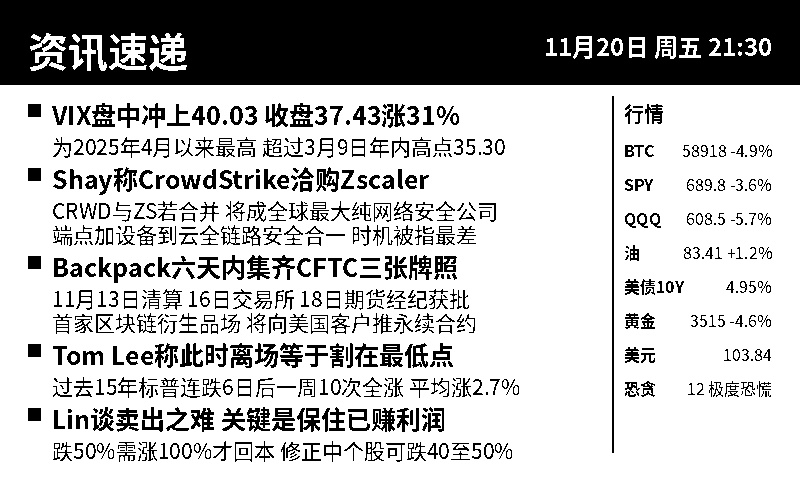 资讯速递
11月20日 周五 21:30
VIX盘中冲上40.03 收盘37.43涨31%
为2025年4月以来最高 超过3月9日年内高点35.30
Shay称CrowdStrike洽购Zscaler
CRWD与ZS若合并 将成全球最大纯网络安全公司
端点加设备到云全链路安全合一 时机被指最差
Backpack六天内集齐CFTC三张牌照
11月13日清算 16日交易所 18日期货经纪获批
首家区块链衍生品场 将向美国客户推永续合约
Tom Lee称此时离场等于割在最低点
过去15年标普连跌6日后一周10次全涨 平均涨2.7%
Lin谈卖出之难 关键是保住已赚利润
跌50%需涨100%才回本 修正中个股可跌40至50%
行情
BTC 58918 -4.9%
SPY 689.8 -3.6%
QQQ 608.5 -5.7%
油 83.41 +1.2%
美债10Y 4.95%
黄金 3515 -4.6%
美元 103.84
恐贪 12 极度恐慌